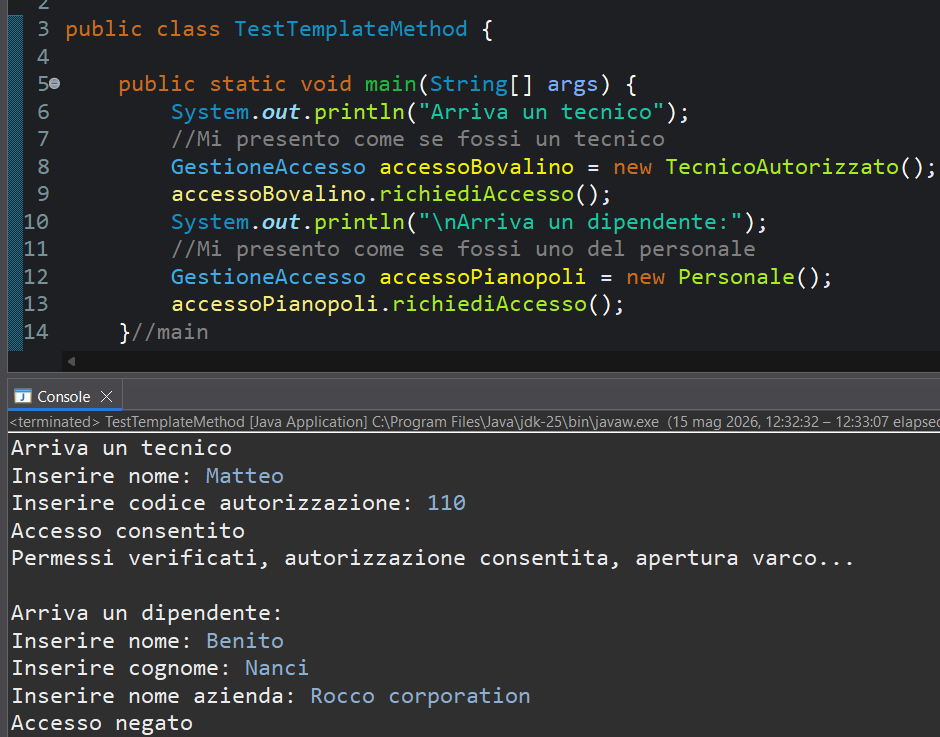 2
3 public class TestTemplateMethod {
4
5 public static void main(String[] args) {
6 System.out.println("Arriva un tecnico");
7 //Mi presento come se fossi un tecnico
8 GestioneAccesso accessoBovalino = new TecnicoAutorizzato();
9 accessoBovalino.richiediAccesso();
10 System.out.println("\nArriva un dipendente:");
11 //Mi presento come se fossi uno del personale
12 GestioneAccesso accessoPianopoli = new Personale();
13 accessoPianopoli.richiediAccesso();
14 }//main
Console
<terminated> TestTemplateMethod [Java Application] C:\Program Files\Java\jdk-25\bin\javaw.exe (15 mag 2026, 12:32:32 – 12:33:07 elapsed
Arriva un tecnico
Inserire nome: Matteo
Inserire codice autorizzazione: 110
Accesso consentito
Permessi verificati, autorizzazione consentita, apertura varco...

Arriva un dipendente:
Inserire nome: Benito
Inserire cognome: Nanci
Inserire nome azienda: Rocco corporation
Accesso negato